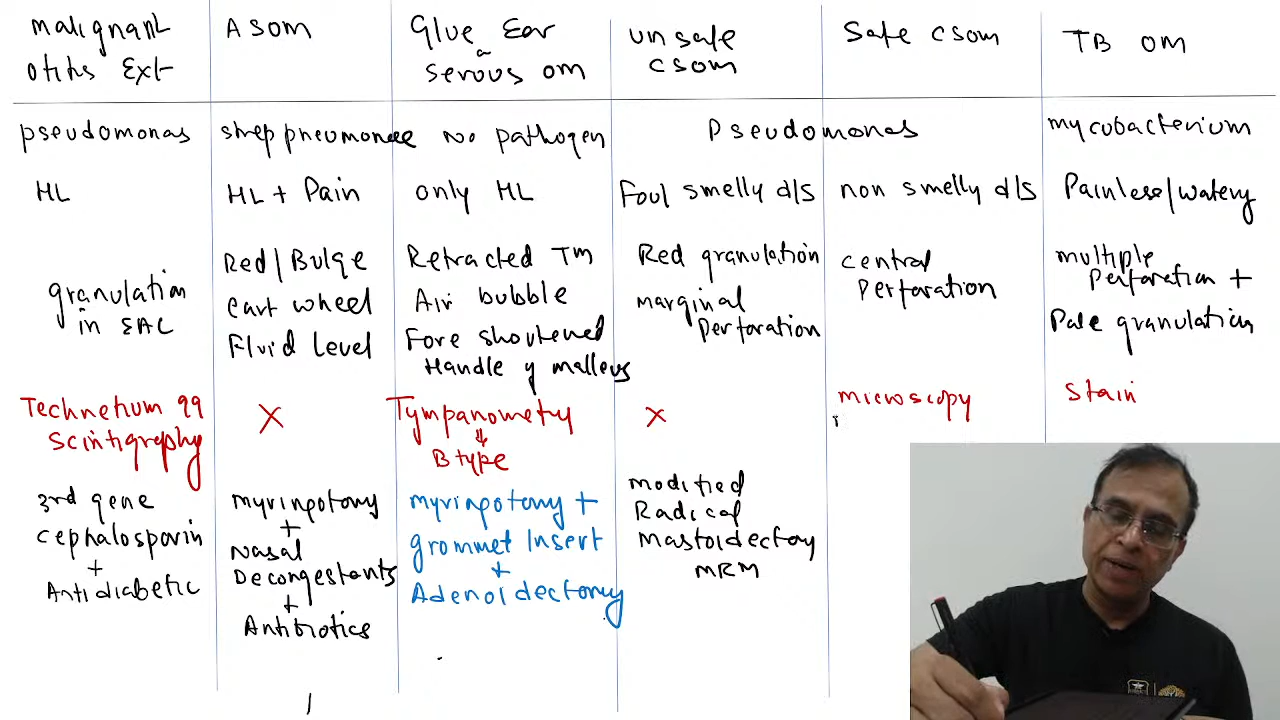 malignant
otitis Ext
ASOM
Glue Ear
or
serous om
unsafe
CSOM
Safe CSOM
TB OM
pseudomonas
strep pneumonae
No pathogen
Pseudomonas
mycobacterium
HL
HL + Pain
only HL
Foul smelly d/s
non smelly d/s
Painless/watery
granulation
in EAC
Red/Bulge
cart wheel
Fluid Level
Retracted TM
Air bubble
Fore shortened
Handle of malleus
Red granulation
marginal
Perforation
central
Perforation
multiple
Perforation +
Pale granulation
Technetium 99
Scintigraphy
X
Tympanometry
⇓
B type
X
microscopy
Stain
3rd gene
cephalosporin
+
Antidiabetic
myringotomy
+
Nasal
Decongestants
+
Antibiotics
myringotomy +
grommet Insert
+
Adenoidectomy
modified
Radical
Mastoidectomy
MRM